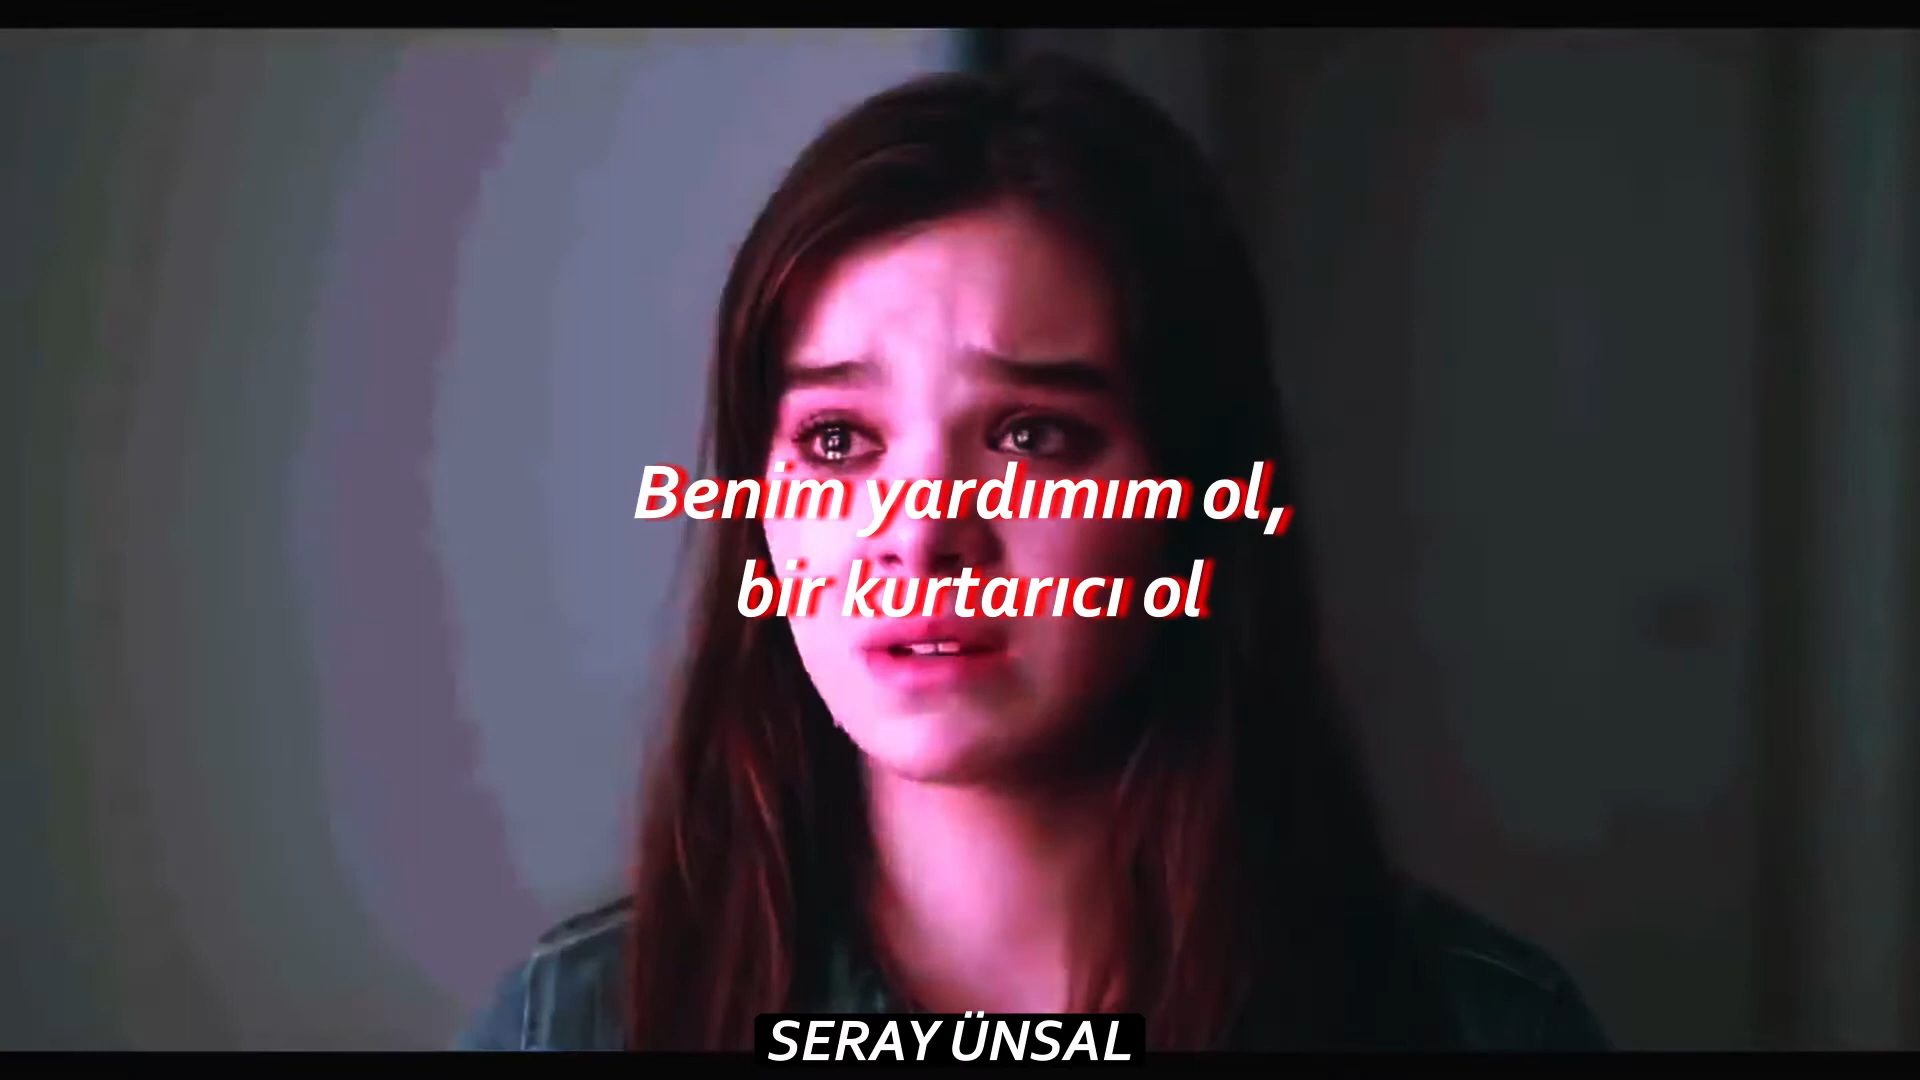 Benim yardımım ol,
bir kurtarıcı ol
SERAY ÜNSAL